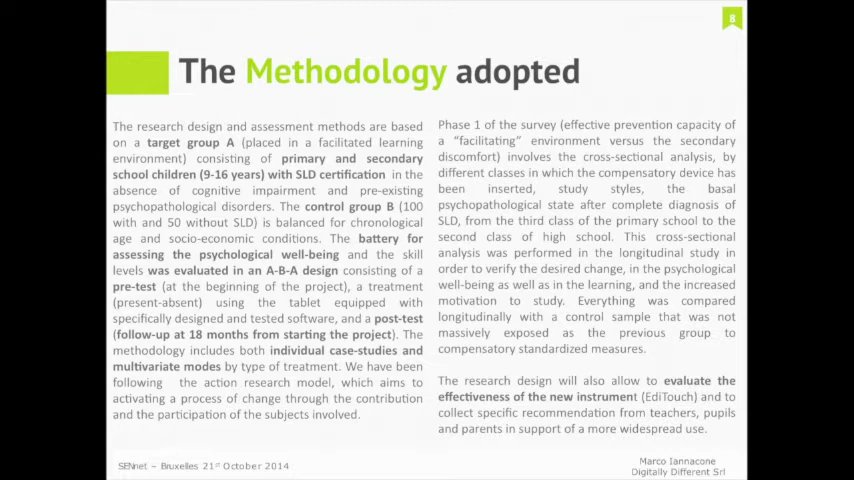 8
The Methodology adopted
The research design and assessment methods are based
on a target group A (placed in a facilitated learning
environment) consisting of primary and secondary
school children (9-16 years) with SLD certification in the
absence of cognitive impairment and pre-existing
psychopathological disorders. The control group B (100
with and 50 without SLD) is balanced for chronological
age and socio-economic conditions. The battery for
assessing the psychological well-being and the skill
levels was evaluated in an A-B-A design consisting of a
pre-test (at the beginning of the project), a treatment
(present-absent) using the tablet equipped with
specifically designed and tested software, and a post-test
(follow-up at 18 months from starting the project). The
methodology includes both individual case-studies and
multivariate modes by type of treatment. We have been
following the action research model, which aims to
activating a process of change through the contribution
and the participation of the subjects involved.
Phase 1 of the survey (effective prevention capacity of
a “facilitating” environment versus the secondary
discomfort) involves the cross-sectional analysis, by
different classes in which the compensatory device has
been inserted, study styles, the basal
psychopathological state after complete diagnosis of
SLD, from the third class of the primary school to the
second class of high school. This cross-sectional
analysis was performed in the longitudinal study in
order to verify the desired change, in the psychological
well-being as well as in the learning, and the increased
motivation to study. Everything was compared
longitudinally with a control sample that was not
massively exposed as the previous group to
compensatory standardized measures.
The research design will also allow to evaluate the
effectiveness of the new instrument (EdiTouch) and to
collect specific recommendation from teachers, pupils
and parents in support of a more widespread use.
SENnet – Bruxelles 21st October 2014
Marco Iannacone
Digitally Different Srl